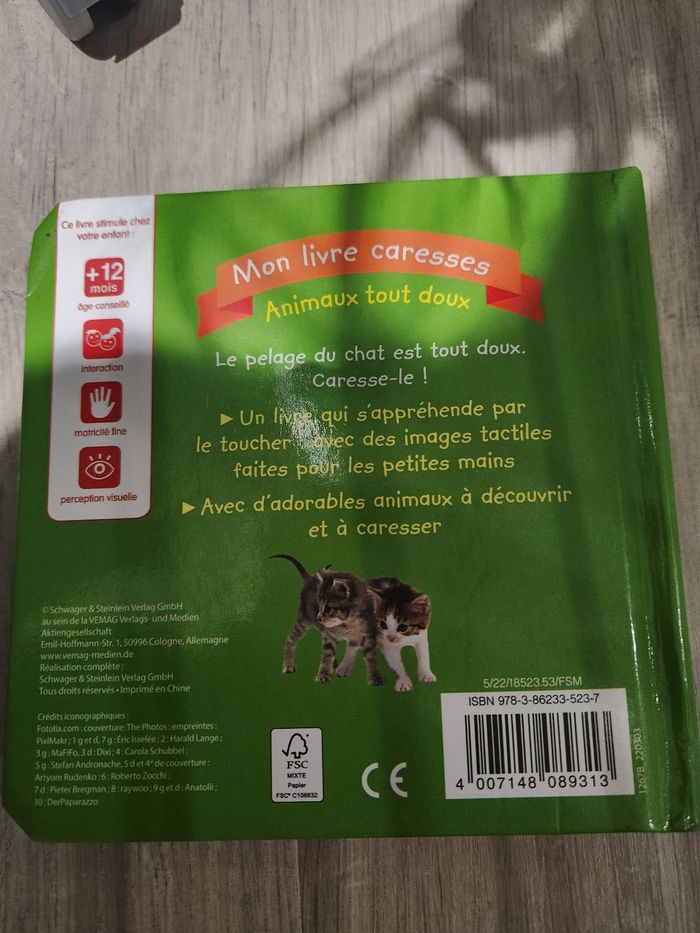 Ce livre stimule chez
votre enfant :
+12
mois
âge conseillé
interaction
motricité fine
perception visuelle
Mon livre caresses
Animaux tout doux
Le pelage du chat est tout doux.
Caresse-le !
► Un livre qui s'appréhende par
le toucher avec des images tactiles
faites pour les petites mains
► Avec d'adorables animaux à découvrir
et à caresser
© Schwager & Steinlein Verlag GmbH
au sein de la VEMAG Verlags- und Medien
Aktiengesellschaft
Emil-Hoffmann-Str. 1, 50996 Cologne, Allemagne
www.vemag-medien.de
Réalisation complète :
Schwager & Steinlein Verlag GmbH
Tous droits réservés • Imprimé en Chine
Crédits iconographiques :
Fotolia.com : couverture: The Photos ; empreintes :
PixlMakr ; 1 g et d, 7 g : Éric Isselée ; 2 : Harald Lange ;
3 g : MaFiFo, 3 d : Dixi ; 4 : Carola Schubbel ;
5 g : Stefan Andronache, 5 d et 4e de couverture :
Artyom Rudenko ; 6 : Roberto Zocchi ;
7 d : Pieter Bregman ; 8 : raywoo ; 9 g et d : Anatolii ;
10 ; DerPaparazzo
FSC
MIXTE
Papier
FSC® C106632
CE
5/22/18523.53/FSM
ISBN 978-3-86233-523-7
4 007148 089313
1267B_220303